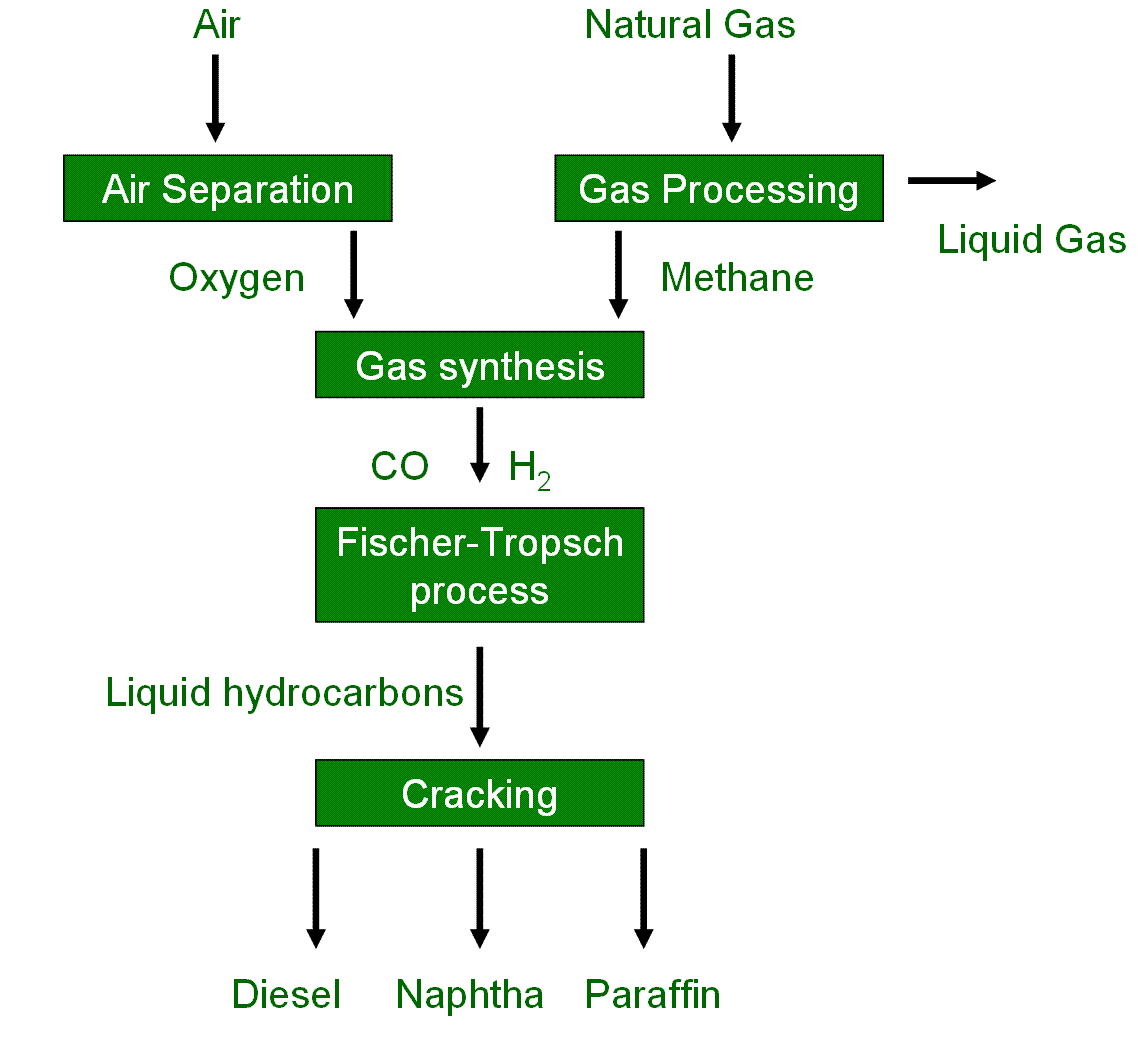 Air
Natural Gas
Air Separation
Gas Processing
Liquid Gas
Oxygen
Methane
Gas synthesis
CO
H₂
Fischer-Tropsch
process
Liquid hydrocarbons
Cracking
Diesel
Naphtha
Paraffin